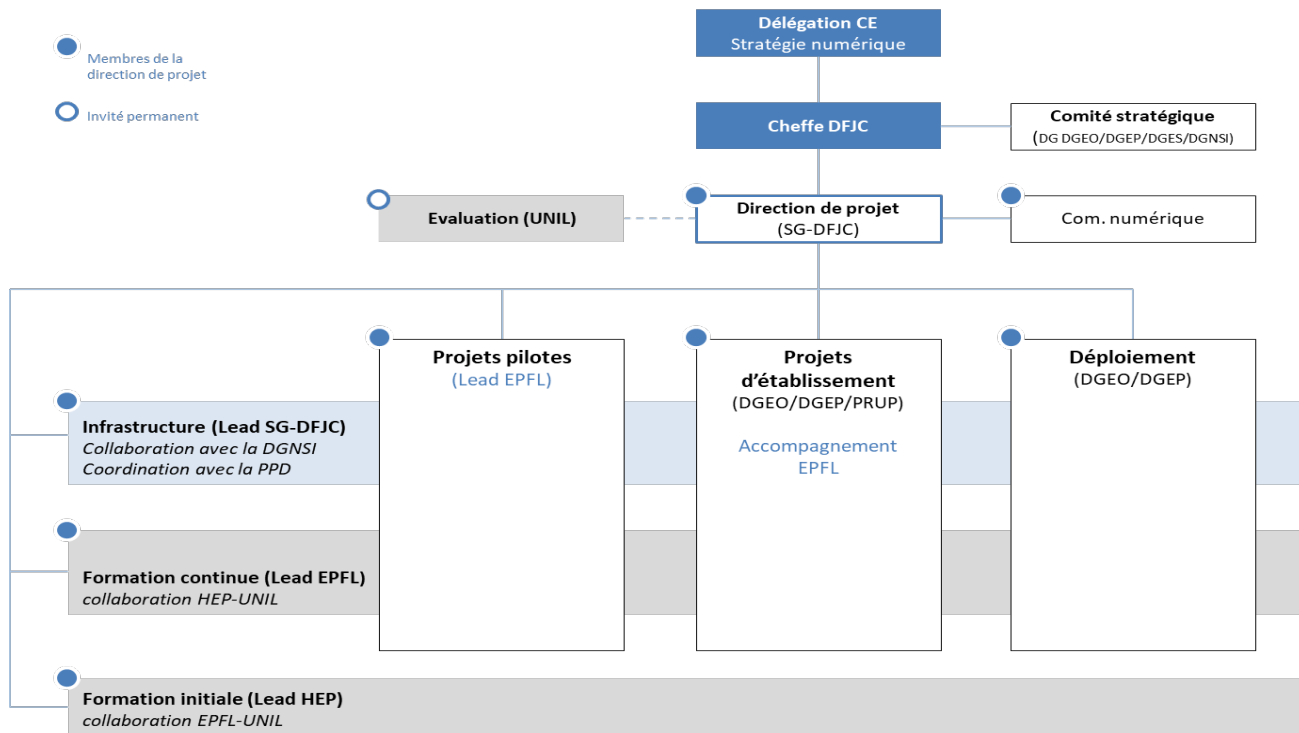 Délégation CE
Stratégie numérique
Membres de la
direction de projet
Invité permanent
Cheffe DFJC
Comité stratégique
(DG DGEO/DGEP/DGES/DGNSI)
Evaluation (UNIL)
Direction de projet
(SG-DFJC)
Com. numérique
Projets pilotes
(Lead EPFL)
Projets
d’établissement
(DGEO/DGEP/PRUP)
Accompagnement
EPFL
Déploiement
(DGEO/DGEP)
Infrastructure (Lead SG-DFJC)
Collaboration avec la DGNSI
Coordination avec la PPD
Formation continue (Lead EPFL)
collaboration HEP-UNIL
Formation initiale (Lead HEP)
collaboration EPFL-UNIL